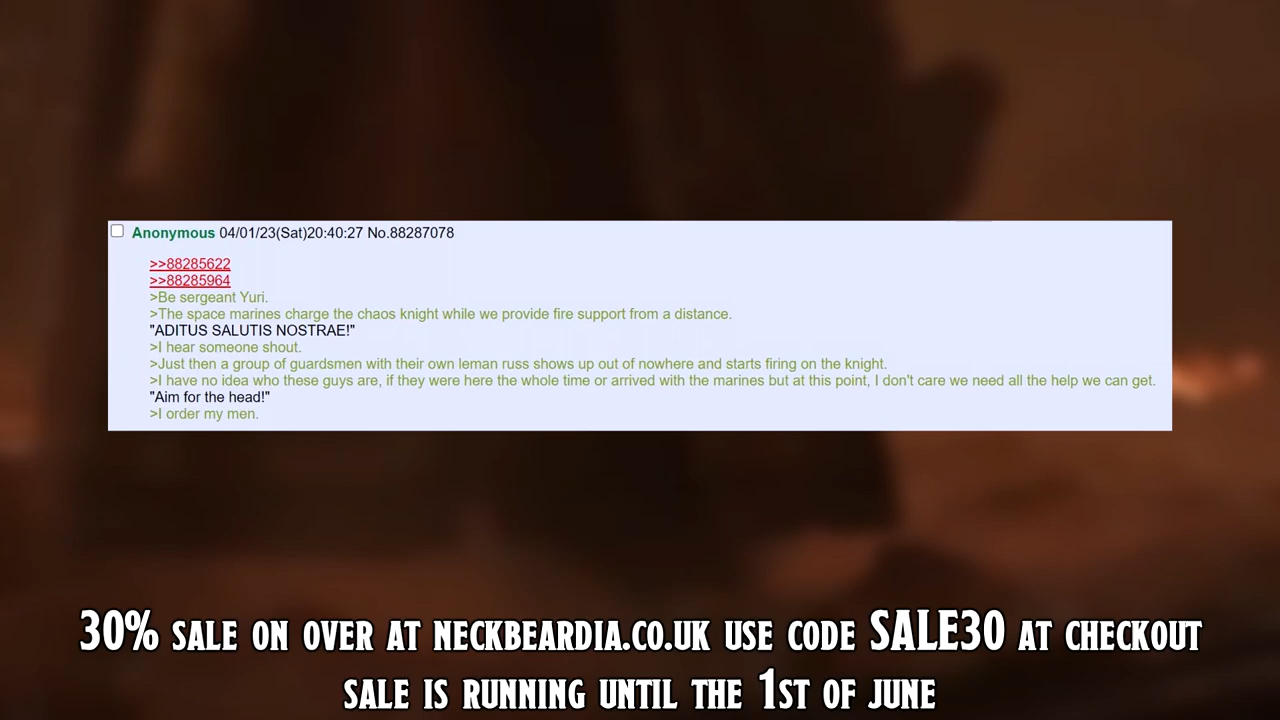 Anonymous 04/01/23(Sat)20:40:27 No.88287078
>>88285622
>>88285964
>Be sergeant Yuri.
>The space marines charge the chaos knight while we provide fire support from a distance.
"ADITUS SALUTIS NOSTRAE!"
>I hear someone shout.
>Just then a group of guardsmen with their own leman russ shows up out of nowhere and starts firing on the knight.
>I have no idea who these guys are, if they were here the whole time or arrived with the marines but at this point, I don't care we need all the help we can get.
"Aim for the head!"
>I order my men.
30% SALE ON OVER AT NECKBEARDIA.CO.UK USE CODE SALE30 AT CHECKOUT
SALE IS RUNNING UNTIL THE 1ST OF JUNE